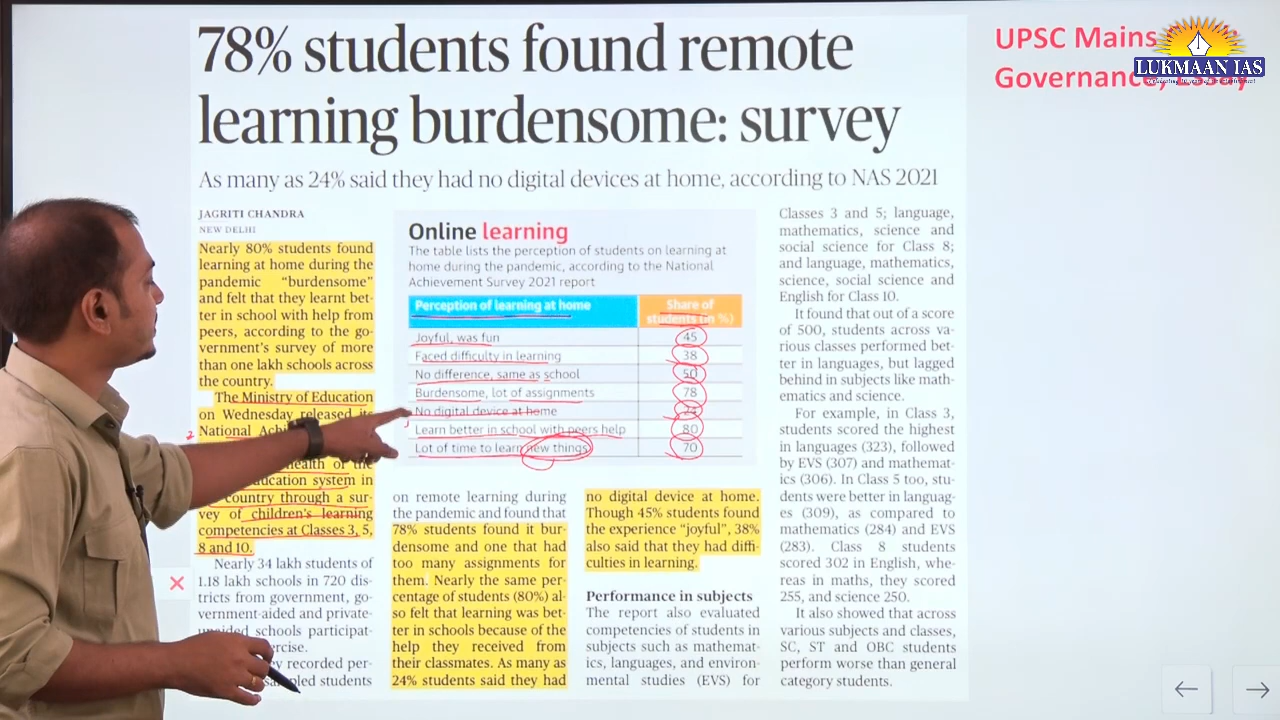 78% students found remote
learning burdensome: survey
As many as 24% said they had no digital devices at home, according to NAS 2021
UPSC Mains
Governance, Essay
LUKMAAN IAS
JAGRITI CHANDRA
NEW DELHI
Nearly 80% students found
learning at home during the
pandemic “burdensome”
and felt that they learnt bet-
ter in school with help from
peers, according to the go-
vernment’s survey of more
than one lakh schools across
the country.
The Ministry of Education
on Wednesday released its
National
health of the
education system in
country through a sur-
vey of children’s learning
competencies at Classes 3, 5,
8 and 10.
Nearly 34 lakh students of
1.18 lakh schools in 720 dis-
tricts from government, go-
vernment-aided and private-
unaided schools participat-
recorded per-
students
Online learning
The table lists the perception of students on learning at
home during the pandemic, according to the National
Achievement Survey 2021 report
Perception of learning at home Share of students (in %)
Joyful, was fun 45
Faced difficulty in learning 38
No difference, same as school 50
Burdensome, lot of assignments 78
No digital device at home 24
Learn better in school with peers help 80
Lot of time to learn new things 70
on remote learning during
the pandemic and found that
78% students found it bur-
densome and one that had
too many assignments for
them. Nearly the same per-
centage of students (80%) al-
so felt that learning was bet-
ter in schools because of the
help they received from
their classmates. As many as
24% students said they had
no digital device at home.
Though 45% students found
the experience “joyful”, 38%
also said that they had diffi-
culties in learning.
Performance in subjects
The report also evaluated
competencies of students in
subjects such as mathemat-
ics, languages, and environ-
mental studies (EVS) for
Classes 3 and 5; language,
mathematics, science and
social science for Class 8;
and language, mathematics,
science, social science and
English for Class 10.
It found that out of a score
of 500, students across va-
rious classes performed bet-
ter in languages, but lagged
behind in subjects like math-
ematics and science.
For example, in Class 3,
students scored the highest
in languages (323), followed
by EVS (307) and mathemat-
ics (306). In Class 5 too, stu-
dents were better in languag-
es (309), as compared to
mathematics (284) and EVS
(283). Class 8 students
scored 302 in English, whe-
reas in maths, they scored
255, and science 250.
It also showed that across
various subjects and classes,
SC, ST and OBC students
perform worse than general
category students.